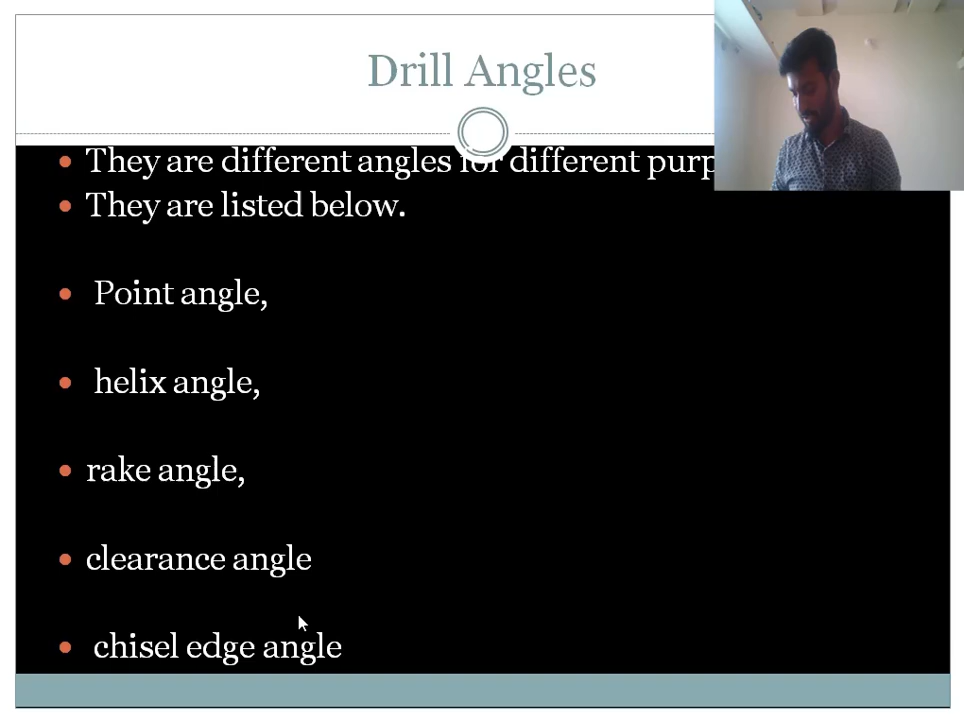 Drill Angles
• They are different angles for different
• They are listed below.
• Point angle,
• helix angle,
• rake angle,
• clearance angle
• chisel edge angle